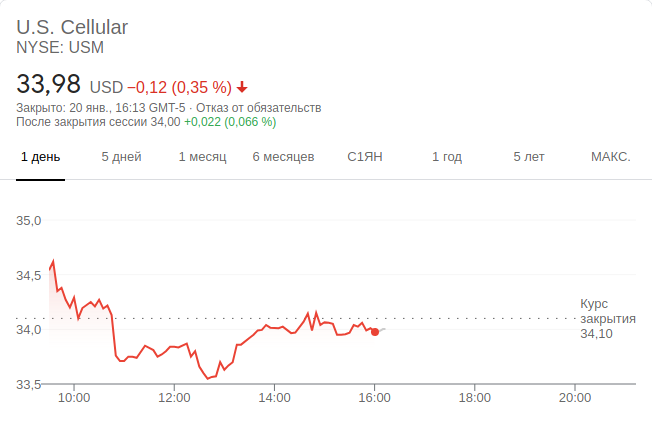 U.S. Cellular
NYSE: USM
33,98 USD −0,12 (0,35 %)
Закрыто: 20 янв., 16:13 GMT-5 · Отказ от обязательств
После закрытия сессии 34,00 +0,022 (0,066 %)
1 день 5 дней 1 месяц 6 месяцев С1ЯН 1 год 5 лет МАКС.
35,0
34,5
Курс
закрытия
34,10
34,0
33,5
10:00 12:00 14:00 16:00 18:00 20:00